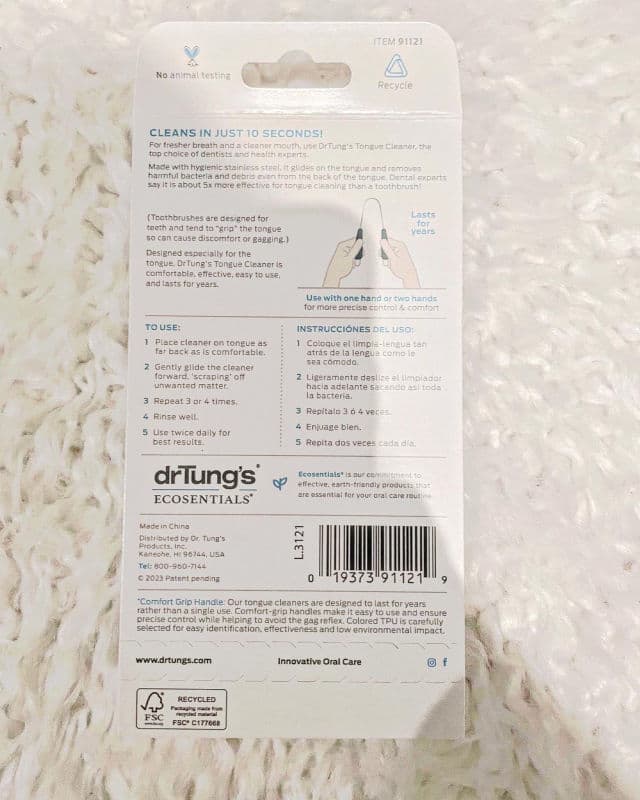 ITEM 91121
No animal testing
Recycle
CLEANS IN JUST 10 SECONDS!
For fresher breath and a cleaner mouth, use DrTung's Tongue Cleaner, the
top choice of dentists and health experts.
Made with hygienic stainless steel. It glides on the tongue and removes
harmful bacteria and debris even from the back of the tongue. Dental experts
say it is about 5x more effective for tongue cleaning than a toothbrush!
(Toothbrushes are designed for
teeth and tend to "grip" the tongue
so can cause discomfort or gagging.)
Designed especially for the
tongue, DrTung's Tongue Cleaner is
comfortable, effective, easy to use,
and lasts for years.
Lasts
for
years
Use with one hand or two hands
for more precise control & comfort
TO USE:
1 Place cleaner on tongue as
far back as is comfortable.
2 Gently glide the cleaner
forward, 'scraping' off
unwanted matter.
3 Repeat 3 or 4 times.
4 Rinse well.
5 Use twice daily for
best results.
INSTRUCCIÓNES DEL USO:
1 Coloque el limpia-lengua tan
atrás de la lengua como le
sea cómodo.
2 Ligeramente deslize el limpiador
hacia adelante sacando asi toda
la bacteria.
3 Repítalo 3 ó 4 veces.
4 Enjuage bien.
5 Repita dos veces cada día.
drTung's®
ECOSENTIALS®
Ecosentials® is our commitment to
effective, earth-friendly products that
are essential for your oral care routine.
Made in China
Distributed by Dr. Tung's
Products, Inc.
Kaneohe, HI 96744, USA
Tel: 800-960-7144
© 2023 Patent pending
L.3121
0 19373 91121 9
*Comfort Grip Handle: Our tongue cleaners are designed to last for years
rather than a single use. Comfort-grip handles make it easy to use and ensure
precise control while helping to avoid the gag reflex. Colored TPU is carefully
selected for easy identification, effectiveness and low environmental impact.
www.drtungs.com
Innovative Oral Care
FSC
RECYCLED
Packaging made from
recycled material
FSC® C177668